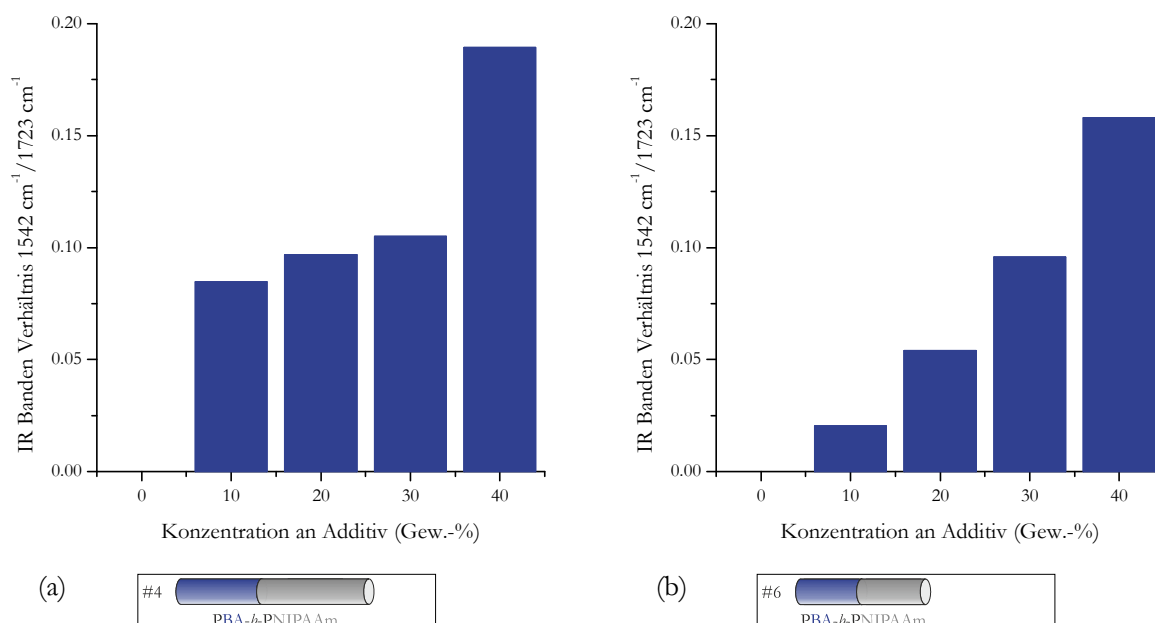 0.20
0.15
0.10
0.05
0.00
IR Banden Verhältnis 1542 cm⁻¹/1723 cm⁻¹
0 10 20 30 40
Konzentration an Additiv (Gew.-%)
(a)
#4
PBA-b-PNIPAAm
0.20
0.15
0.10
0.05
0.00
IR Banden Verhältnis 1542 cm⁻¹/1723 cm⁻¹
0 10 20 30 40
Konzentration an Additiv (Gew.-%)
(b)
#6
PBA-b-PNIPAAm